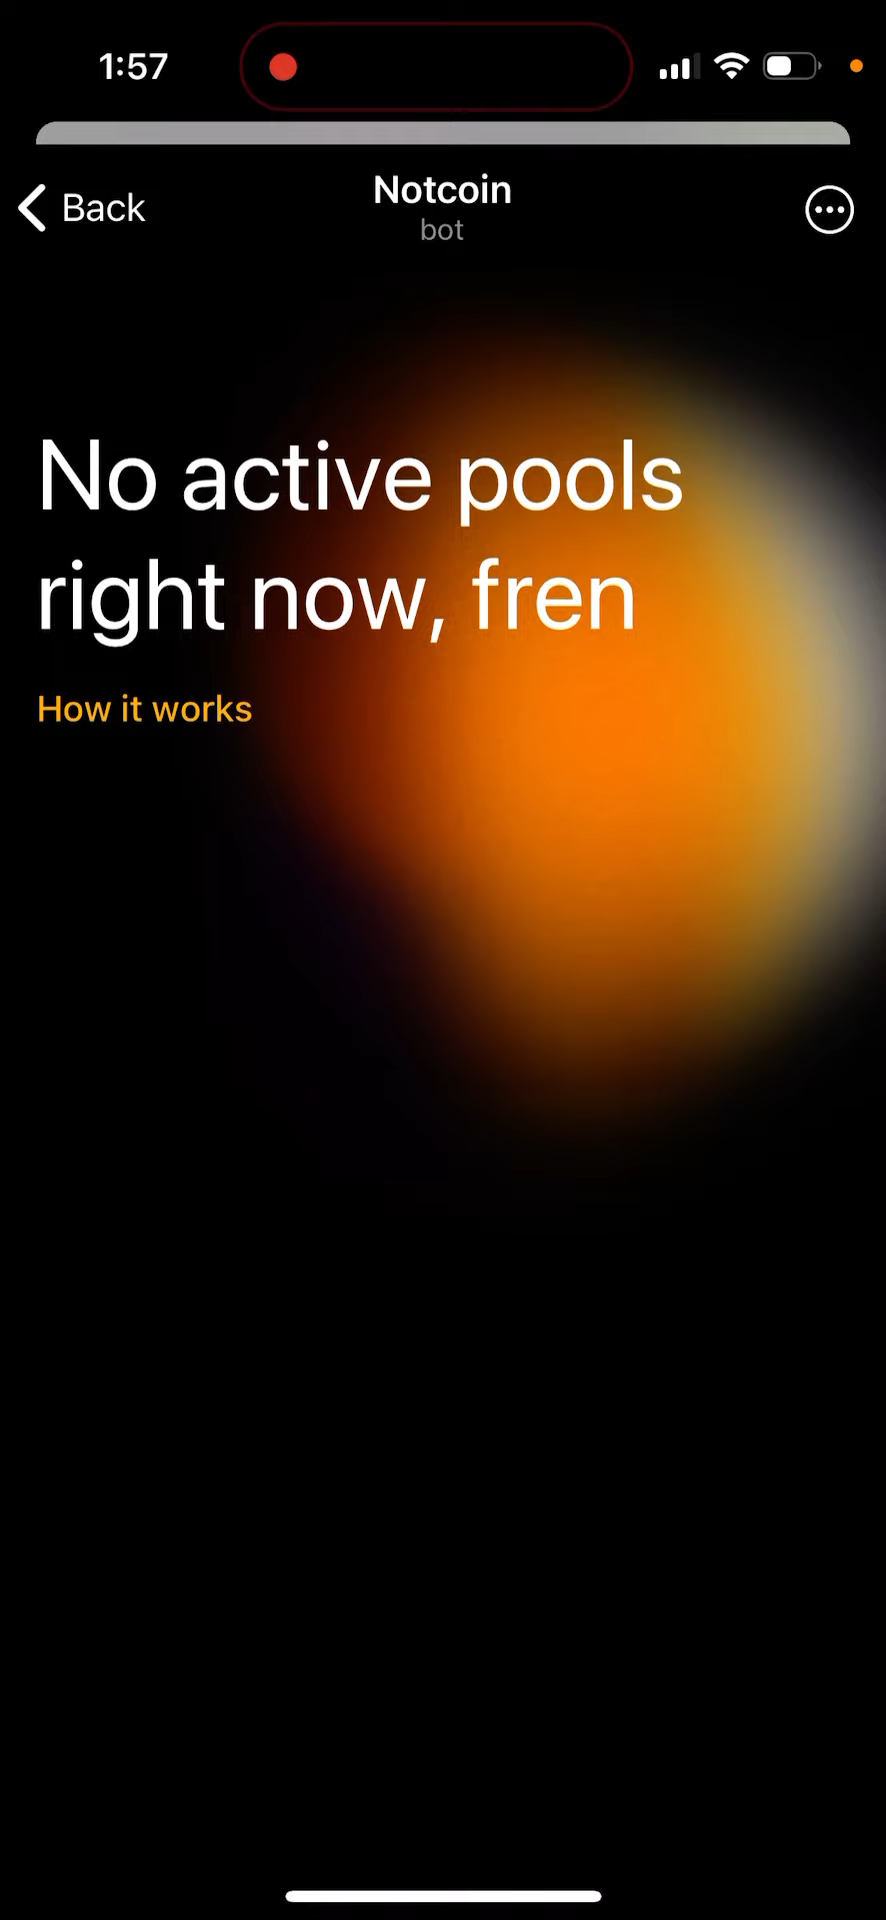 1:57
Back
Notcoin
bot
No active pools
right now, fren
How it works